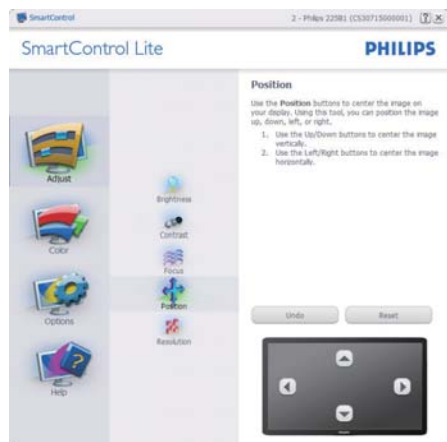 SmartControl
2 - Philips 225B1 (CS30715000001)
SmartControl Lite
PHILIPS
Adjust
Color
Options
Help
Brightness
Contrast
Focus
Position
Resolution
Position
Use the Position buttons to center the image on
your display. Using this tool, you can position the image
up, down, left, or right.
1. Use the Up/Down buttons to center the image
vertically.
2. Use the Left/Right buttons to center the image
horizontally.
Undo
Reset